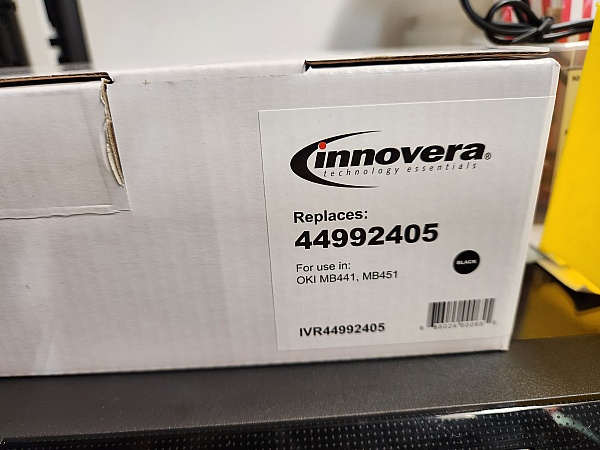 innovera®
technology essentials
Replaces:
44992405
For use in:
OKI MB441, MB451
BLACK
IVR44992405